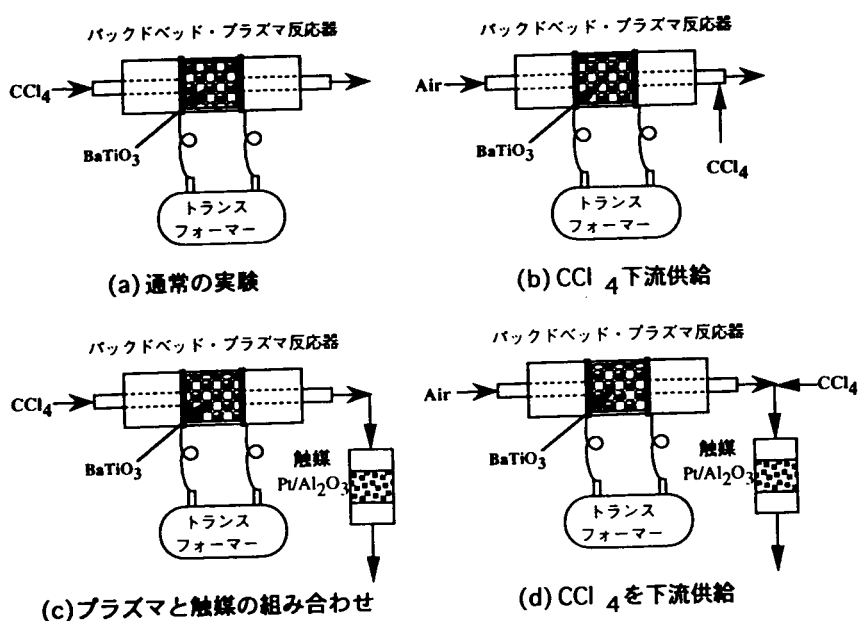 パックドベッド・プラズマ反応器
CCl4
BaTiO3
トランス
フォーマー
(a)通常の実験
パックドベッド・プラズマ反応器
Air
BaTiO3
CCl4
トランス
フォーマー
(b)CCl 4下流供給
パックドベッド・プラズマ反応器
CCl4
BaTiO3
触媒
Pt/Al2O3
トランス
フォーマー
(c)プラズマと触媒の組み合わせ
パックドベッド・プラズマ反応器
Air
CCl4
BaTiO3
触媒
Pt/Al2O3
トランス
フォーマー
(d)CCl 4を下流供給